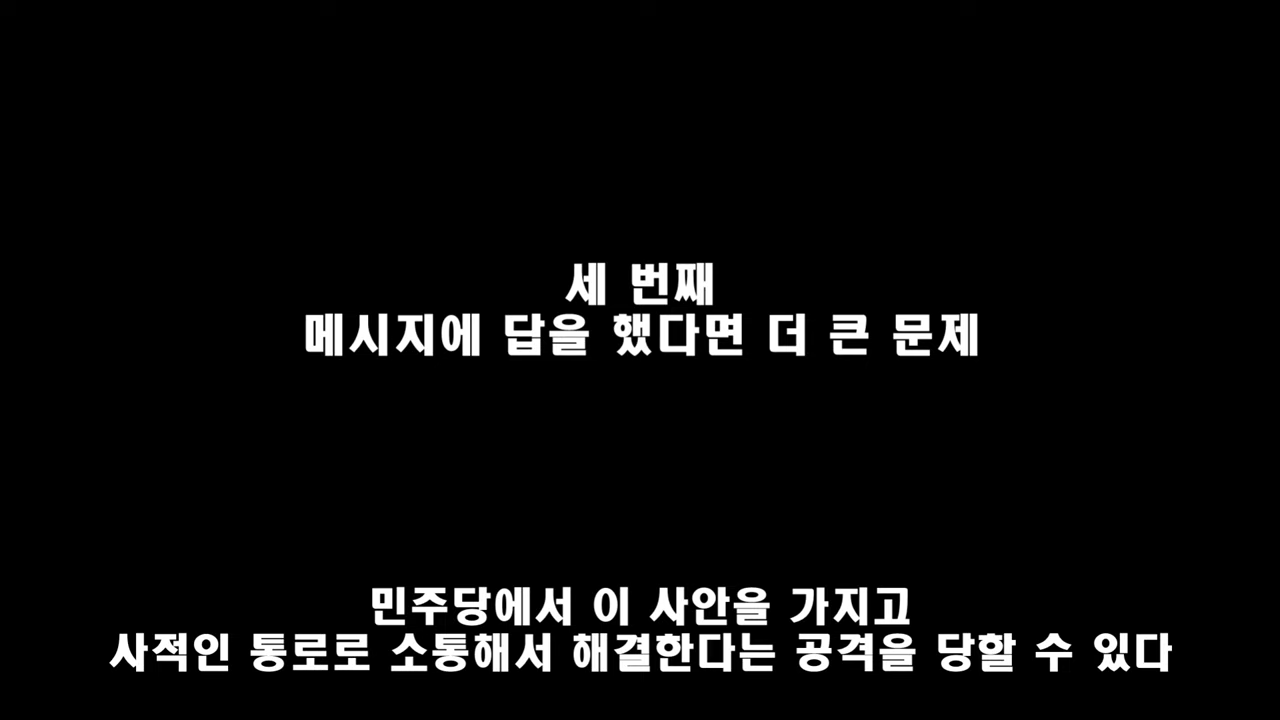 세 번째
메시지에 답을 했다면 더 큰 문제
민주당에서 이 사안을 가지고
사적인 통로로 소통해서 해결한다는 공격을 당할 수 있다